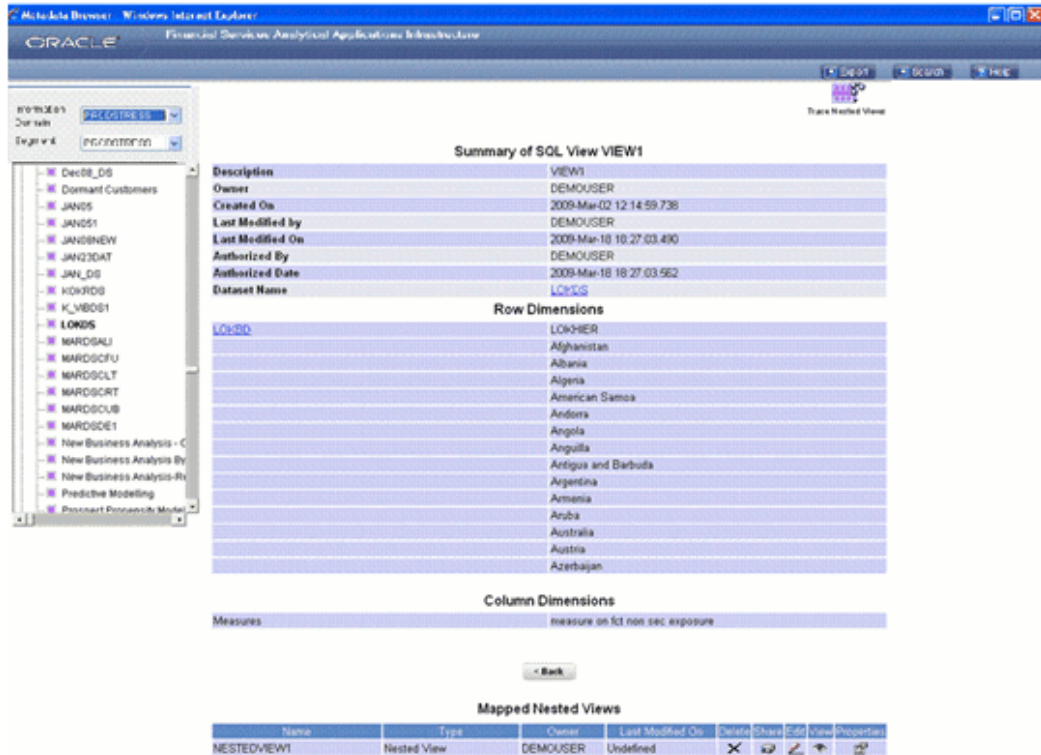 Metadata Browser - Windows Internet Explorer
ORACLE Financial Services Analytical Applications Infrastructure
Export Search Help
Trace Nested Views
Information Domain
Segment
Dec08_DS
Dormant Customers
JAN05
JAN051
JAN08NEW
JAN23DAT
JAN_DS
KOKRDS
K_VIBDS1
LOKDS
MARDSALI
MARDSCFU
MARDSCLT
MARDSCRT
MARDSCUB
MARDSDE1
New Business Analysis - C
New Business Analysis By
New Business Analysis-Re
Predictive Modelling
Prospect Propensity Model
Summary of SQL View VIEW1
Description VIEW1
Owner DEMOUSER
Created On 2009-Mar-02 12:14:59.738
Last Modified by DEMOUSER
Last Modified On 2009-Mar-18 18:27:03.490
Authorized By DEMOUSER
Authorized Date 2009-Mar-18 18:27:03.562
Dataset Name LOKDS
Row Dimensions
LOKBD LOKHIER
Afghanistan
Albania
Algeria
American Samoa
Andorra
Angola
Anguilla
Antigua and Barbuda
Argentina
Armenia
Aruba
Australia
Austria
Azerbaijan
Column Dimensions
Measures measure on fct non sec exposure
< Back
Mapped Nested Views
Name Type Owner Last Modified On Delete Share Edit View Properties
NESTEDVIEW1 Nested View DEMOUSER Undefined